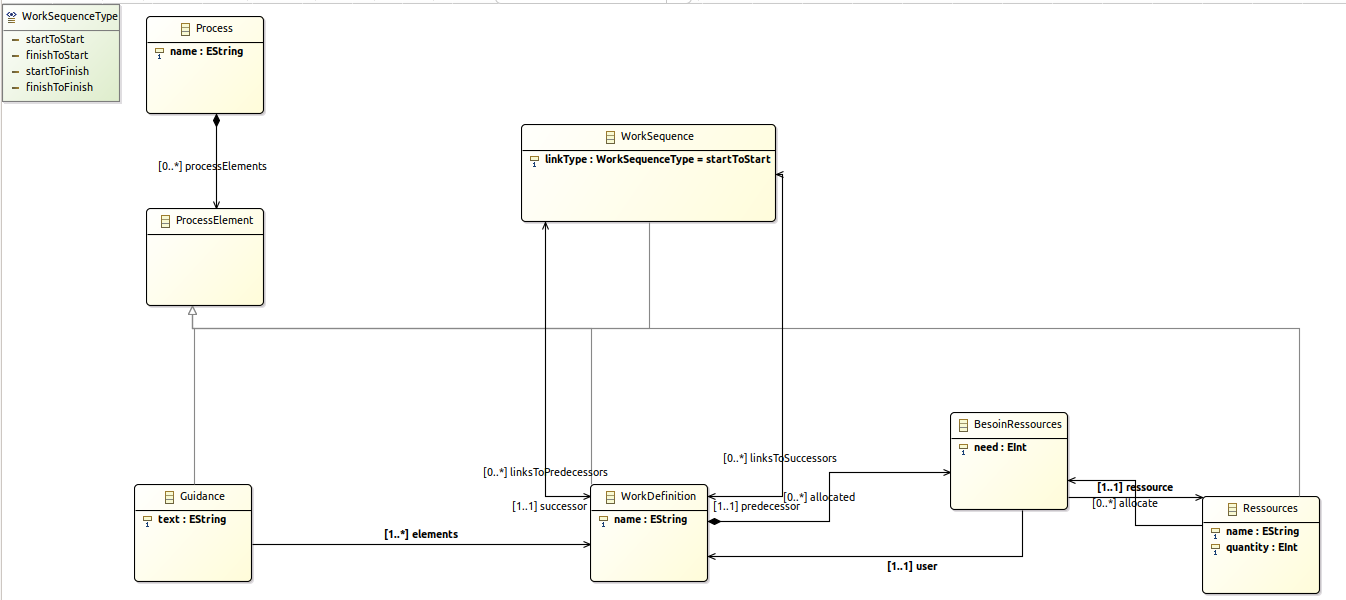 WorkSequenceType
startToStart
finishToStart
startToFinish
finishToFinish
Process
name : EString
[0..*] processElements
ProcessElement
WorkSequence
linkType : WorkSequenceType = startToStart
[0..*] linksToPredecessors
[1..1] successor
[0..*] linksToSuccessors
[1..1] predecessor
[0..*] allocated
BesoinRessources
need : EInt
[1..1] ressource
[0..*] allocate
Guidance
text : EString
[1..*] elements
WorkDefinition
name : EString
[1..1] user
Ressources
name : EString
quantity : EInt